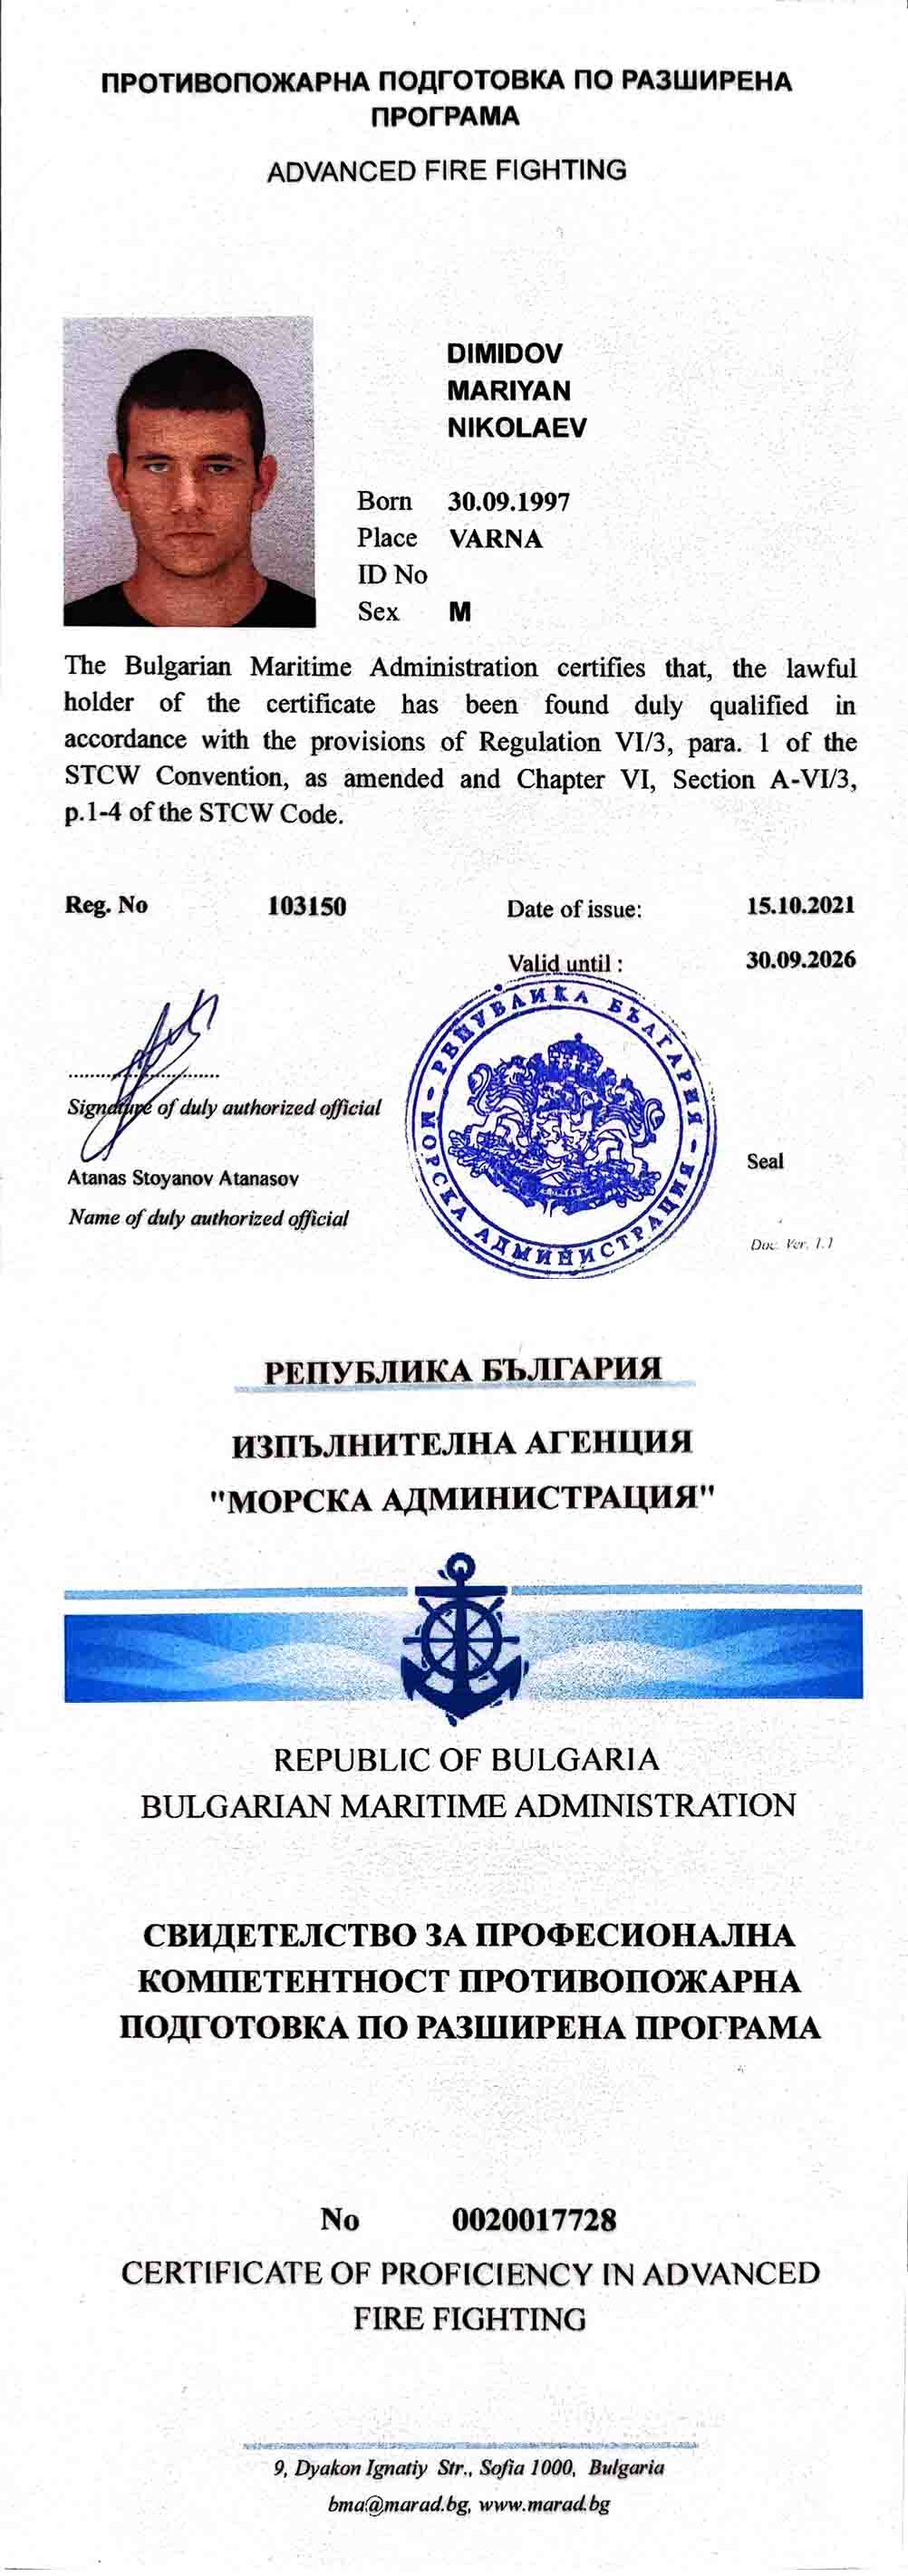 ПРОТИВОПОЖАРНА ПОДГОТОВКА ПО РАЗШИРЕНА
ПРОГРАМА
ADVANCED FIRE FIGHTING
DIMIDOV
MARIYAN
NIKOLAEV
Born 30.09.1997
Place VARNA
ID No
Sex M
The Bulgarian Maritime Administration certifies that, the lawful
holder of the certificate has been found duly qualified in
accordance with the provisions of Regulation VI/3, para. 1 of the
STCW Convention, as amended and Chapter VI, Section A-VI/3,
p.1-4 of the STCW Code.
Reg. No 103150 Date of issue: 15.10.2021
Valid until : 30.09.2026
РЕПУБЛИКА БЪЛГАРИЯ - МОРСКА АДМИНИСТРАЦИЯ -
Signature of duly authorized official
Seal
Atanas Stoyanov Atanasov
Name of duly authorized official
Doc. Ver. 1.1
РЕПУБЛИКА БЪЛГАРИЯ
ИЗПЪЛНИТЕЛНА АГЕНЦИЯ
"МОРСКА АДМИНИСТРАЦИЯ"
REPUBLIC OF BULGARIA
BULGARIAN MARITIME ADMINISTRATION
СВИДЕТЕЛСТВО ЗА ПРОФЕСИОНАЛНА
КОМПЕТЕНТНОСТ ПРОТИВОПОЖАРНА
ПОДГОТОВКА ПО РАЗШИРЕНА ПРОГРАМА
No 0020017728
CERTIFICATE OF PROFICIENCY IN ADVANCED
FIRE FIGHTING
9, Dyakon Ignatiy Str., Sofia 1000, Bulgaria
bma@marad.bg, www.marad.bg